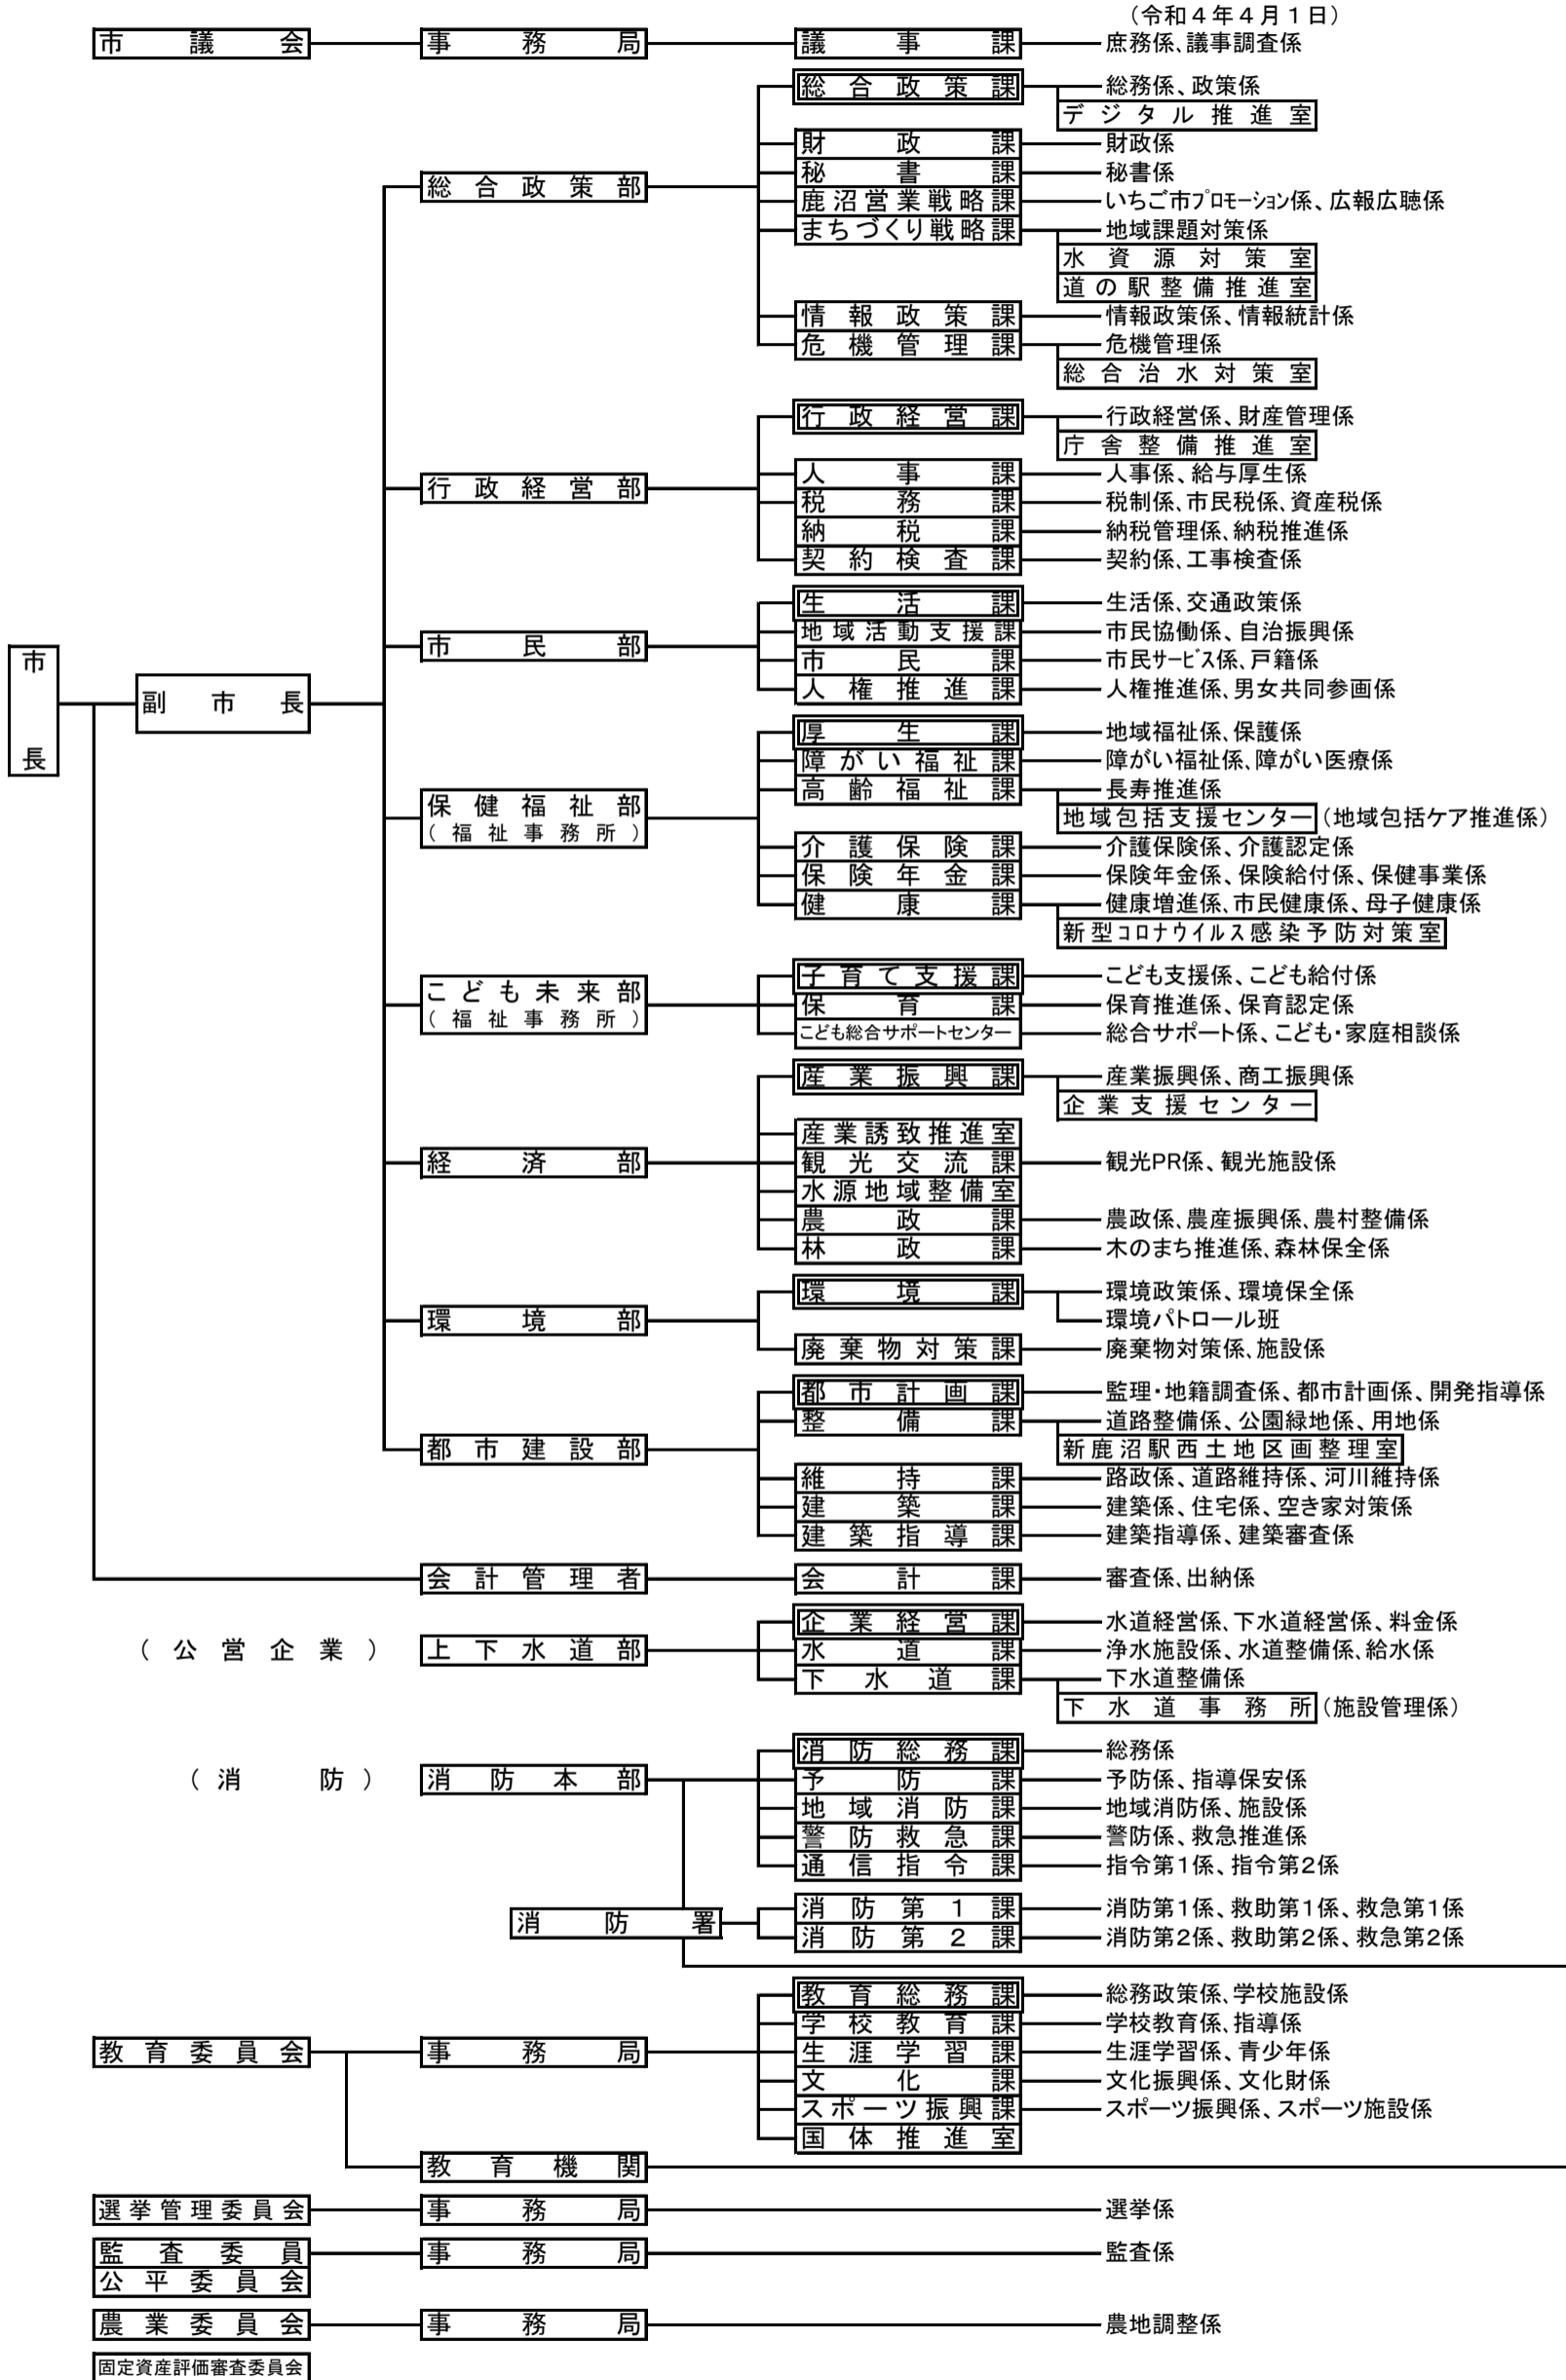 (令和4年4月1日)
市議会 事務局 議事課 庶務係、議事調査係
総合政策課 総務係、政策係
デジタル推進室
財政課 財政係
総合政策部 秘書課 秘書係
鹿沼営業戦略課 いちご市プロモーション係、広報広聴係
まちづくり戦略課 地域課題対策係
水資源対策室
道の駅整備推進室
情報政策課 情報政策係、情報統計係
危機管理課 危機管理係
総合治水対策室
行政経営課 行政経営係、財産管理係
庁舎整備推進室
人事課 人事係、給与厚生係
行政経営部 税務課 税制係、市民税係、資産税係
納税課 納税管理係、納税推進係
契約検査課 契約係、工事検査係
生活課 生活係、交通政策係
市民部 地域活動支援課 市民協働係、自治振興係
市民課 市民サービス係、戸籍係
人権推進課 人権推進係、男女共同参画係
市長 副市長
厚生課 地域福祉係、保護係
障がい福祉課 障がい福祉係、障がい医療係
高齢福祉課 長寿推進係
保健福祉部 地域包括支援センター (地域包括ケア推進係)
(福祉事務所)
介護保険課 介護保険係、介護認定係
保険年金課 保険年金係、保険給付係、保健事業係
健康課 健康増進係、市民健康係、母子健康係
新型コロナウイルス感染予防対策室
子育て支援課 こども支援係、こども給付係
こども未来部 保育課 保育推進係、保育認定係
(福祉事務所)
こども総合サポートセンター 総合サポート係、こども・家庭相談係
産業振興課 産業振興係、商工振興係
企業支援センター
産業誘致推進室
経済部 観光交流課 観光PR係、観光施設係
水源地域整備室
農政課 農政係、農産振興係、農村整備係
林政課 木のまち推進係、森林保全係
環境課 環境政策係、環境保全係
環境部 環境パトロール班
廃棄物対策課 廃棄物対策係、施設係
都市計画課 監理・地籍調査係、都市計画係、開発指導係
整備課 道路整備係、公園緑地係、用地係
都市建設部 新鹿沼駅西土地区画整理室
維持課 路政係、道路維持係、河川維持係
建築課 建築係、住宅係、空き家対策係
建築指導課 建築指導係、建築審査係
会計管理者 会計課 審査係、出納係
企業経営課 水道経営係、下水道経営係、料金係
(公営企業) 上下水道部 水道課 浄水施設係、水道整備係、給水係
下水道課 下水道整備係
下水道事務所 (施設管理係)
消防総務課 総務係
(消防) 消防本部 予防課 予防係、指導保安係
地域消防課 地域消防係、施設係
警防救急課 警防係、救急推進係
通信指令課 指令第1係、指令第2係
消防署 消防第1課 消防第1係、救助第1係、救急第1係
消防第2課 消防第2係、救助第2係、救急第2係
教育総務課 総務政策係、学校施設係
学校教育課 学校教育係、指導係
教育委員会 事務局 生涯学習課 生涯学習係、青少年係
文化課 文化振興係、文化財係
スポーツ振興課 スポーツ振興係、スポーツ施設係
国体推進室
教育機関
選挙管理委員会 事務局 選挙係
監査委員 事務局 監査係
公平委員会
農業委員会 事務局 農地調整係
固定資産評価審査委員会